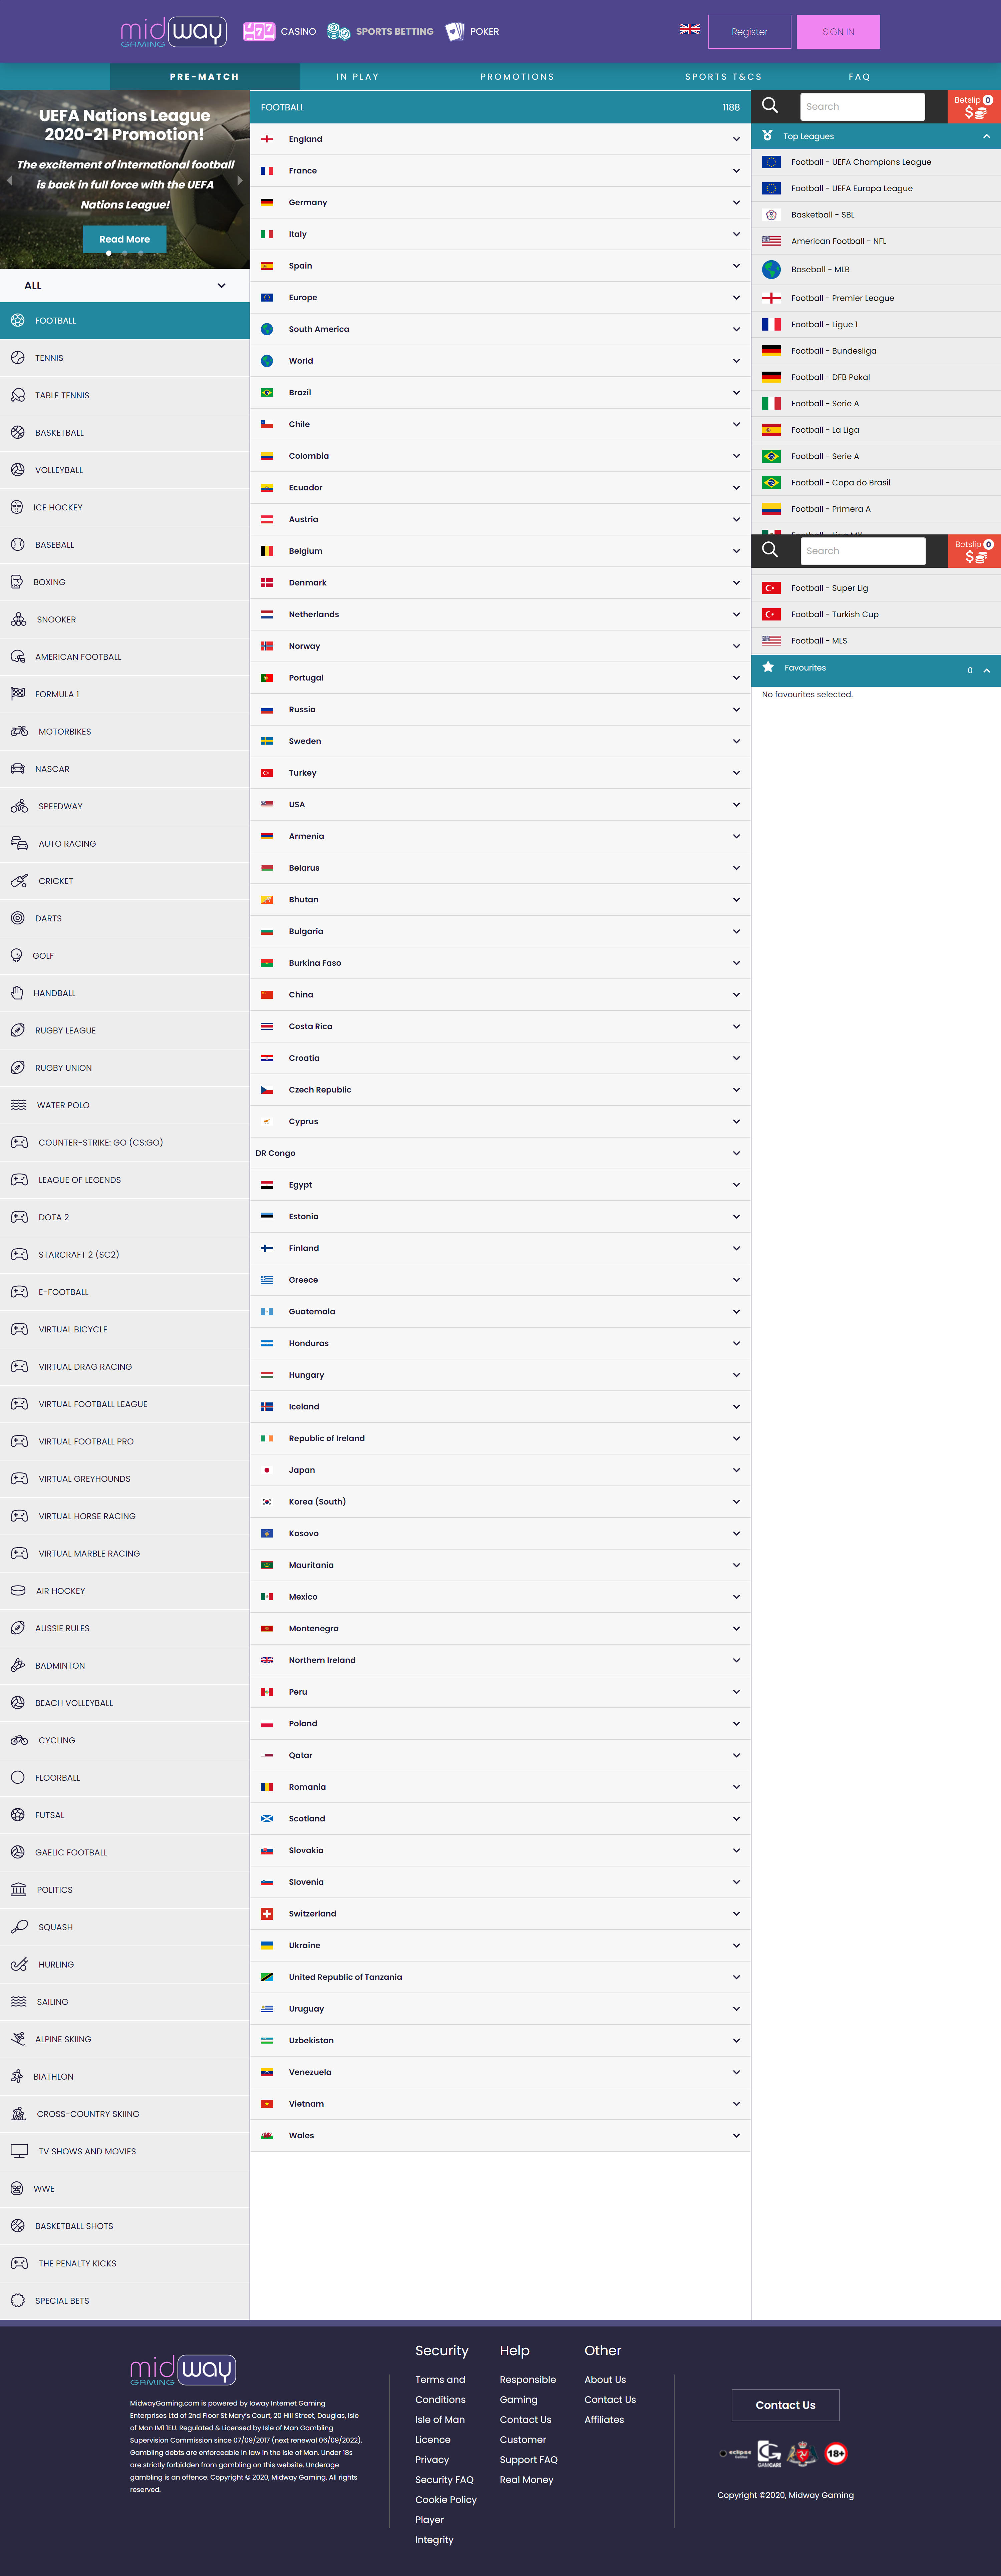 midway
GAMING
CASINO
SPORTS BETTING
POKER
Register
SIGN IN
PRE-MATCH
IN PLAY
PROMOTIONS
SPORTS T&CS
FAQ
UEFA Nations League
2020-21 Promotion!
The excitement of international football
is back in full force with the UEFA
Nations League!
Read More
ALL
FOOTBALL
TENNIS
TABLE TENNIS
BASKETBALL
VOLLEYBALL
ICE HOCKEY
BASEBALL
BOXING
SNOOKER
AMERICAN FOOTBALL
FORMULA 1
MOTORBIKES
NASCAR
SPEEDWAY
AUTO RACING
CRICKET
DARTS
GOLF
HANDBALL
RUGBY LEAGUE
RUGBY UNION
WATER POLO
COUNTER-STRIKE: GO (CS:GO)
LEAGUE OF LEGENDS
DOTA 2
STARCRAFT 2 (SC2)
E-FOOTBALL
VIRTUAL BICYCLE
VIRTUAL DRAG RACING
VIRTUAL FOOTBALL LEAGUE
VIRTUAL FOOTBALL PRO
VIRTUAL GREYHOUNDS
VIRTUAL HORSE RACING
VIRTUAL MARBLE RACING
AIR HOCKEY
AUSSIE RULES
BADMINTON
BEACH VOLLEYBALL
CYCLING
FLOORBALL
FUTSAL
GAELIC FOOTBALL
POLITICS
SQUASH
HURLING
SAILING
ALPINE SKIING
BIATHLON
CROSS-COUNTRY SKIING
TV SHOWS AND MOVIES
WWE
BASKETBALL SHOTS
THE PENALTY KICKS
SPECIAL BETS
FOOTBALL 1188
England
France
Germany
Italy
Spain
Europe
South America
World
Brazil
Chile
Colombia
Ecuador
Austria
Belgium
Denmark
Netherlands
Norway
Portugal
Russia
Sweden
Turkey
USA
Armenia
Belarus
Bhutan
Bulgaria
Burkina Faso
China
Costa Rica
Croatia
Czech Republic
Cyprus
DR Congo
Egypt
Estonia
Finland
Greece
Guatemala
Honduras
Hungary
Iceland
Republic of Ireland
Japan
Korea (South)
Kosovo
Mauritania
Mexico
Montenegro
Northern Ireland
Peru
Poland
Qatar
Romania
Scotland
Slovakia
Slovenia
Switzerland
Ukraine
United Republic of Tanzania
Uruguay
Uzbekistan
Venezuela
Vietnam
Wales
Search
Betslip 0
Top Leagues
Football - UEFA Champions League
Football - UEFA Europa League
Basketball - SBL
American Football - NFL
Baseball - MLB
Football - Premier League
Football - Ligue 1
Football - Bundesliga
Football - DFB Pokal
Football - Serie A
Football - La Liga
Football - Serie A
Football - Copa do Brasil
Football - Primera A
Football - Liga MX
Search
Betslip 0
Football - Super Lig
Football - Turkish Cup
Football - MLS
Favourites 0
No favourites selected.
midway
GAMING
MidwayGaming.com is powered by Ioway Internet Gaming
Enterprises Ltd of 2nd Floor St Mary's Court, 20 Hill Street, Douglas, Isle
of Man IM1 1EU. Regulated & Licensed by Isle of Man Gambling
Supervision Commission since 07/09/2017 (next renewal 06/09/2022).
Gambling debts are enforceable in law in the Isle of Man. Under 18s
are strictly forbidden from gambling on this website. Underage
gambling is an offence. Copyright © 2020, Midway Gaming. All rights
reserved.
Security
Terms and
Conditions
Isle of Man
Licence
Privacy
Security FAQ
Cookie Policy
Player
Integrity
Help
Responsible
Gaming
Contact Us
Customer
Support FAQ
Real Money
Other
About Us
Contact Us
Affiliates
Contact Us
eclipse
GAMCARE
18+
Copyright ©2020, Midway Gaming